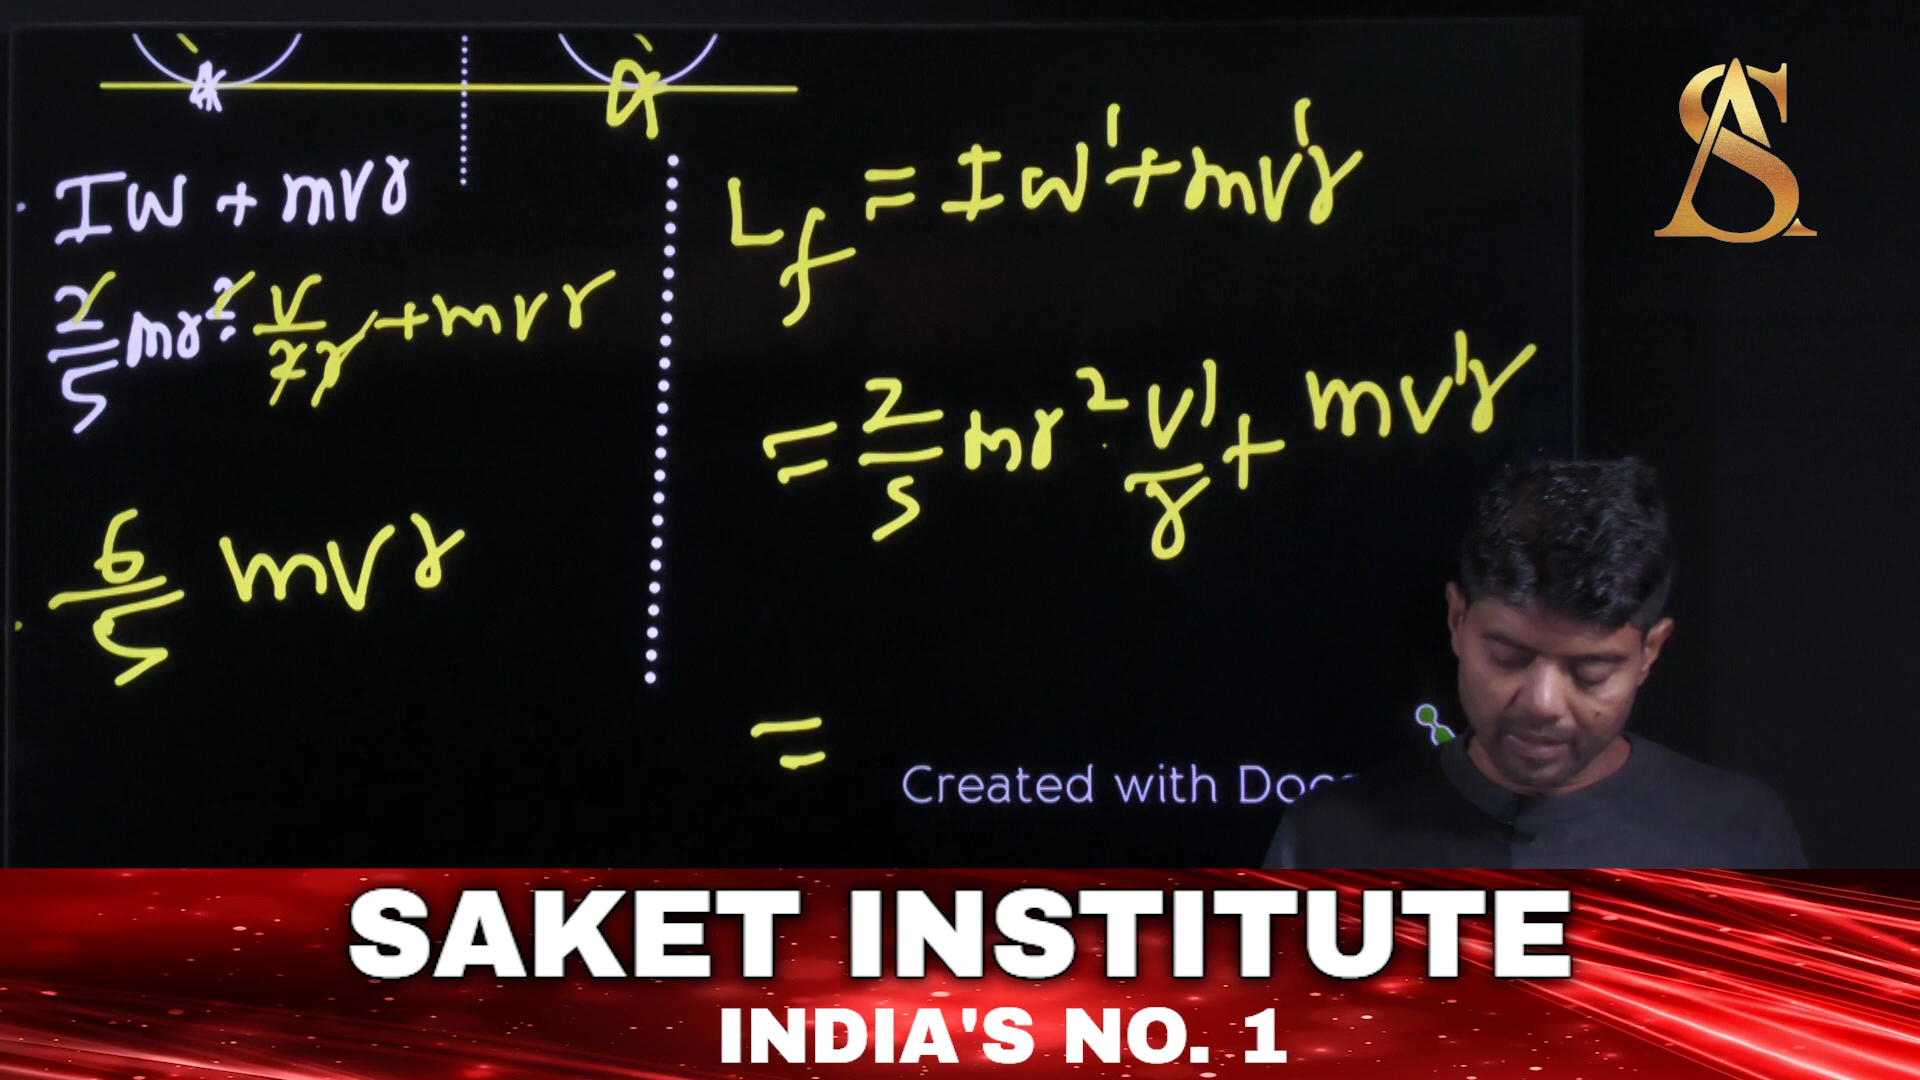 A
A
Iω + mvr
2/5 mr² v/2r + mvr
6/5 mvr
L_f = Iω' + mv'r
= 2/5 mr² v'/r + mv'r
=
Created with Doc
SAKET INSTITUTE
INDIA'S NO. 1